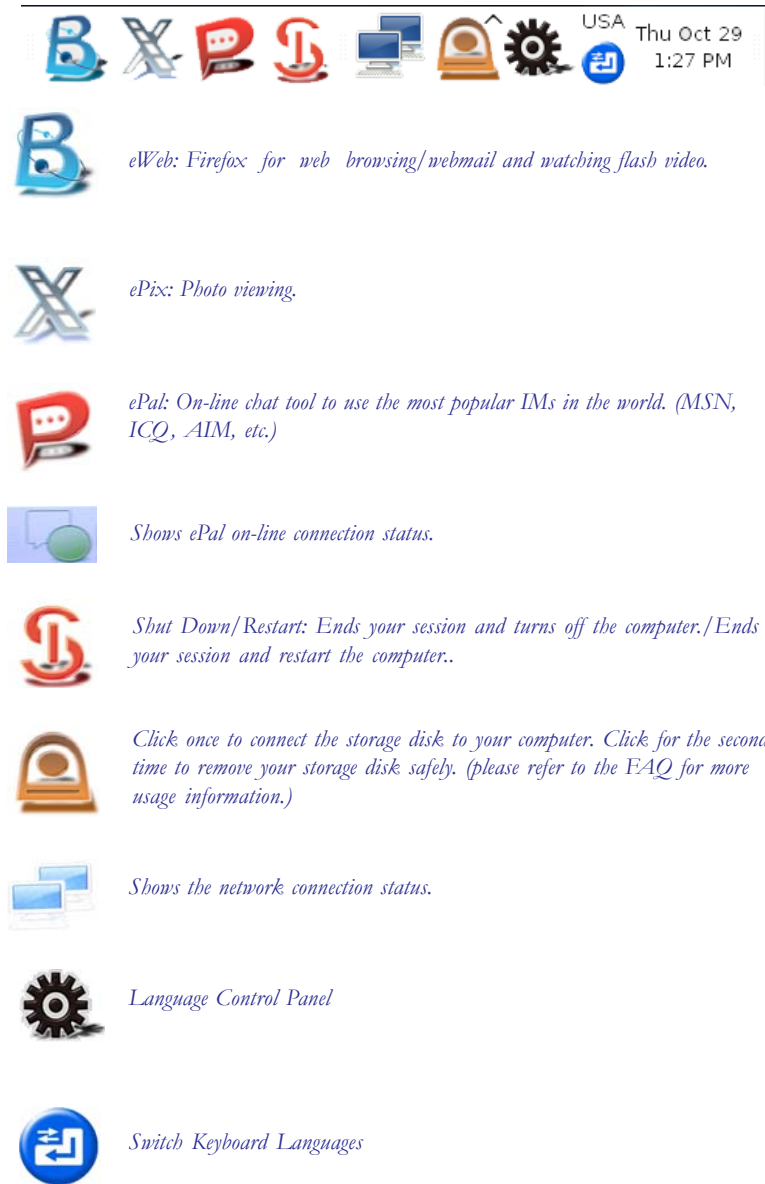 USA
Thu Oct 29
1:27 PM
eWeb: Firefox for web browsing/webmail and watching flash video.
ePix: Photo viewing.
ePal: On-line chat tool to use the most popular IMs in the world. (MSN,
ICQ, AIM, etc.)
Shows ePal on-line connection status.
Shut Down/Restart: Ends your session and turns off the computer./Ends
your session and restart the computer..
Click once to connect the storage disk to your computer. Click for the second
time to remove your storage disk safely. (please refer to the FAQ for more
usage information.)
Shows the network connection status.
Language Control Panel
Switch Keyboard Languages